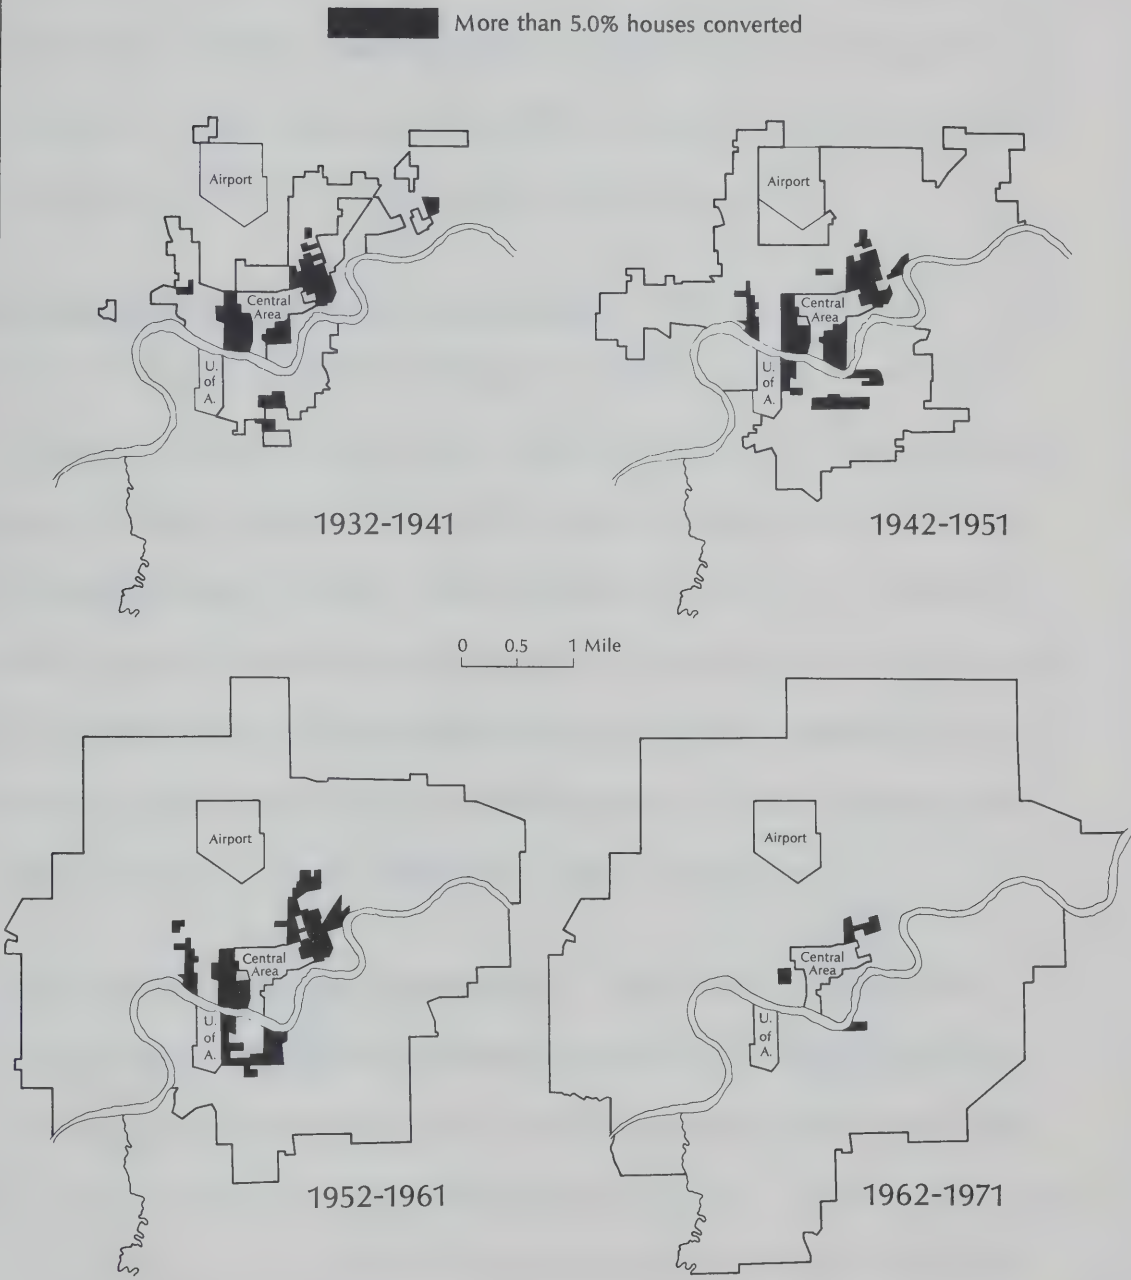 More than 5.0% houses converted
Airport
Central
Area
U.
of
A.
1932-1941
Airport
Central
Area
U.
of
A.
1942-1951
0 0.5 1 Mile
Airport
Central
Area
U.
of
A.
1952-1961
Airport
Central
Area
U.
of
A.
1962-1971